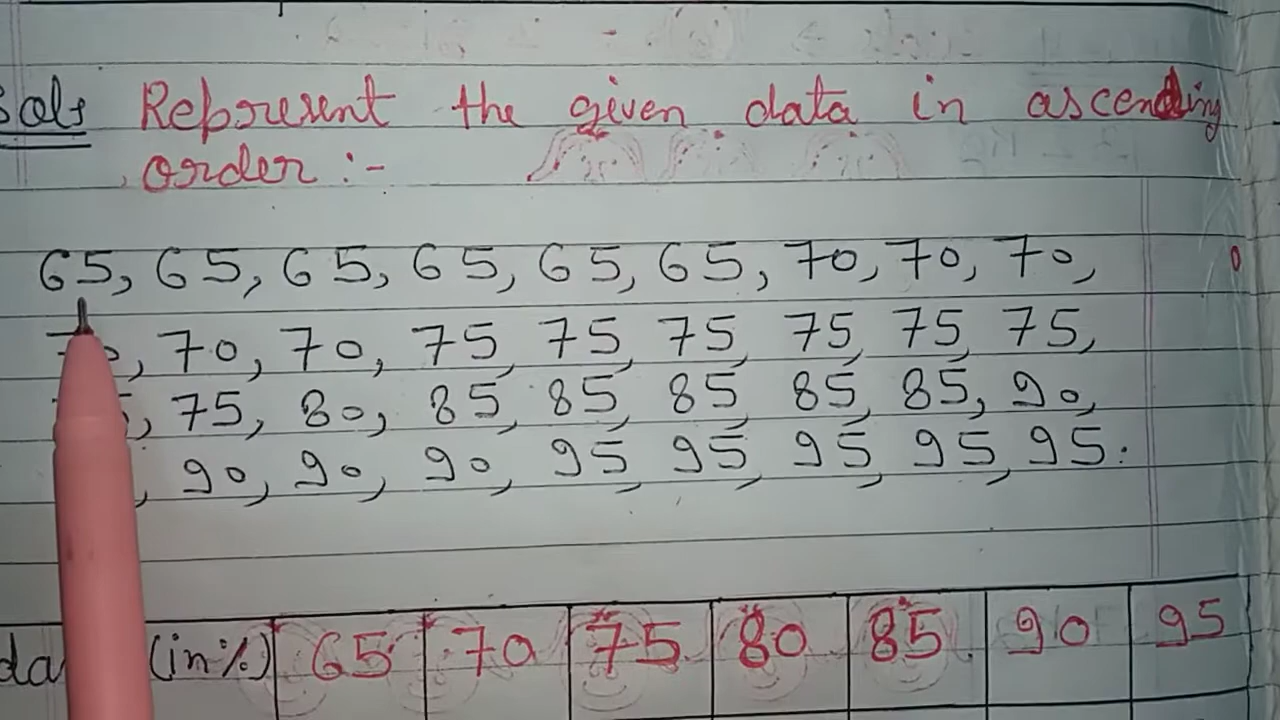 Sol:- Represent the given data in ascending
order :-
65, 65, 65, 65, 65, 65, 70, 70, 70,
70, 70, 70, 75, 75, 75, 75, 75, 75,
75, 80, 85, 85, 85, 85, 85, 90,
90, 90, 90, 95, 95, 95, 95, 95.
(in %) 65 70 75 80 85 90 95